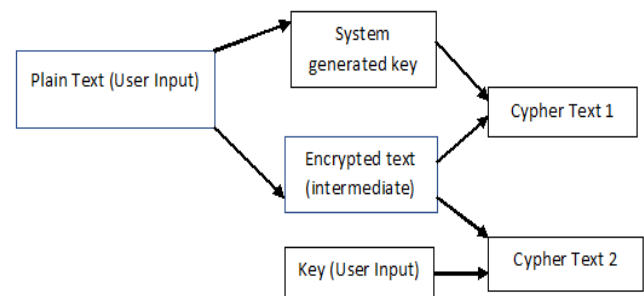 System
generated key
Plain Text (User Input)
Cypher Text 1
Encrypted text
(intermediate)
Cypher Text 2
Key (User Input)